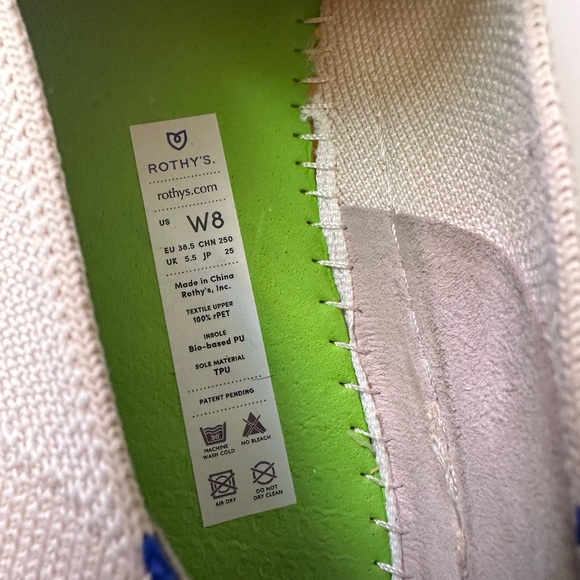 ROTHY'S.
rothys.com
US W8
EU 38.5 CHN 250
UK 5.5 JP 25
Made in China
Rothy's, Inc.
TEXTILE UPPER
100% rPET
INSOLE
Bio-based PU
SOLE MATERIAL
TPU
PATENT PENDING
30°
MACHINE WASH COLD
NO BLEACH
AIR DRY
DO NOT DRY CLEAN